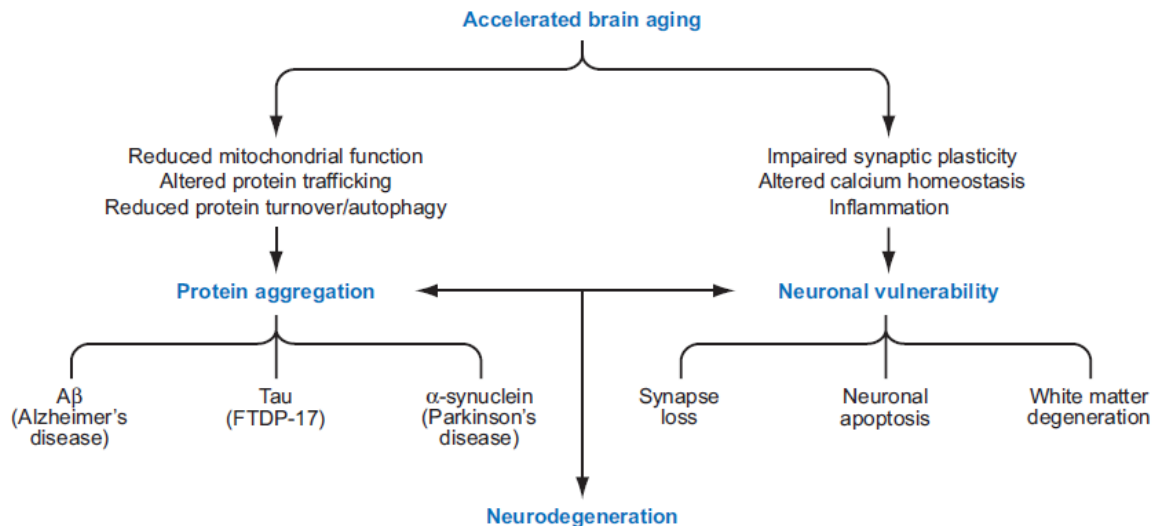 Accelerated brain aging
Reduced mitochondrial function
Altered protein trafficking
Reduced protein turnover/autophagy
Impaired synaptic plasticity
Altered calcium homeostasis
Inflammation
Protein aggregation
Neuronal vulnerability
Aβ
(Alzheimer's
disease)
Tau
(FTDP-17)
α-synuclein
(Parkinson's
disease)
Synapse
loss
Neuronal
apoptosis
White matter
degeneration
Neurodegeneration